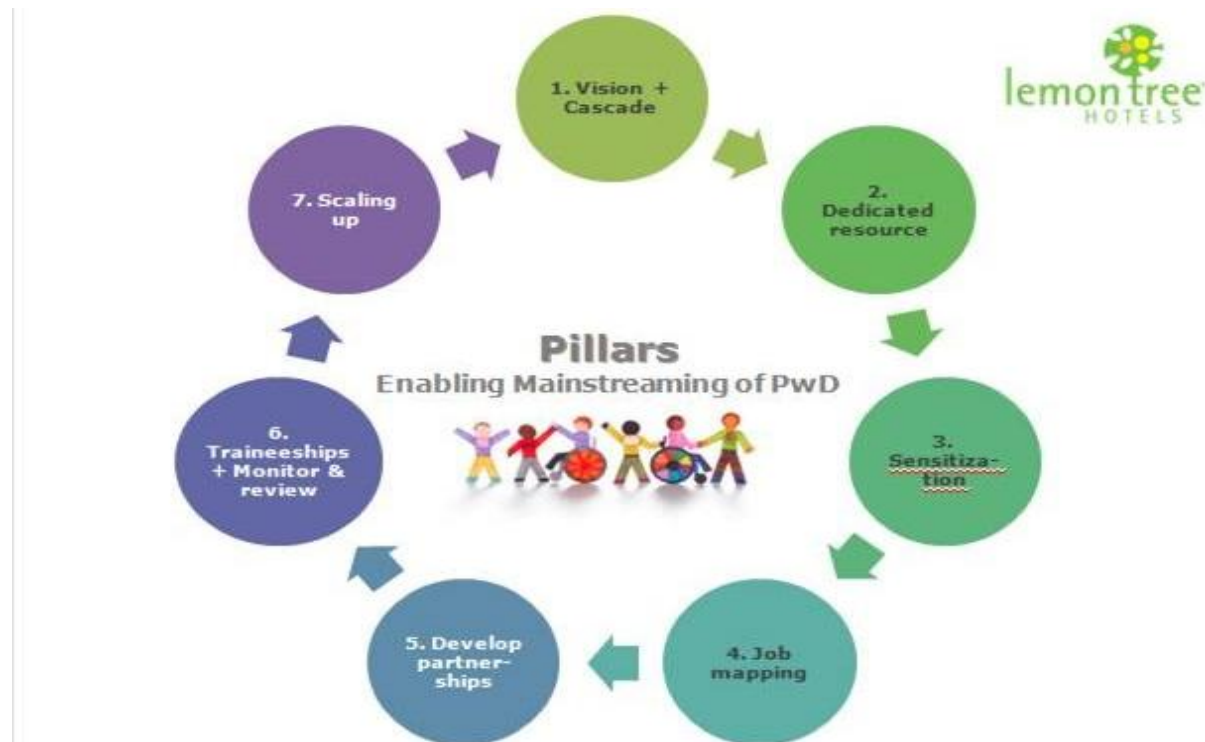 lemon tree
HOTELS
1. Vision +
Cascade
2.
Dedicated
resource
3.
Sensitiza-
tion
4. Job
mapping
5. Develop
partner-
ships
6.
Traineeships
+ Monitor &
review
7. Scaling
up
Pillars
Enabling Mainstreaming of PwD